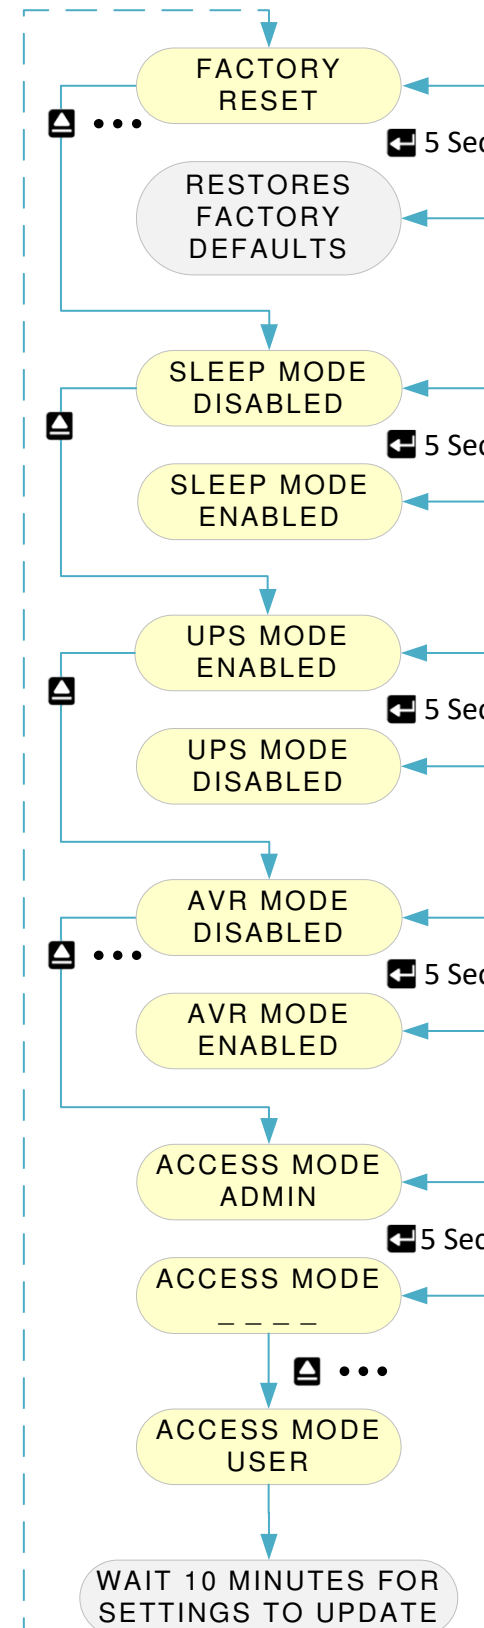 FACTORY
RESET
5 Sec
RESTORES
FACTORY
DEFAULTS
SLEEP MODE
DISABLED
5 Sec
SLEEP MODE
ENABLED
UPS MODE
ENABLED
5 Sec
UPS MODE
DISABLED
AVR MODE
DISABLED
5 Sec
AVR MODE
ENABLED
ACCESS MODE
ADMIN
5 Sec
ACCESS MODE
_ _ _ _
ACCESS MODE
USER
WAIT 10 MINUTES FOR
SETTINGS TO UPDATE